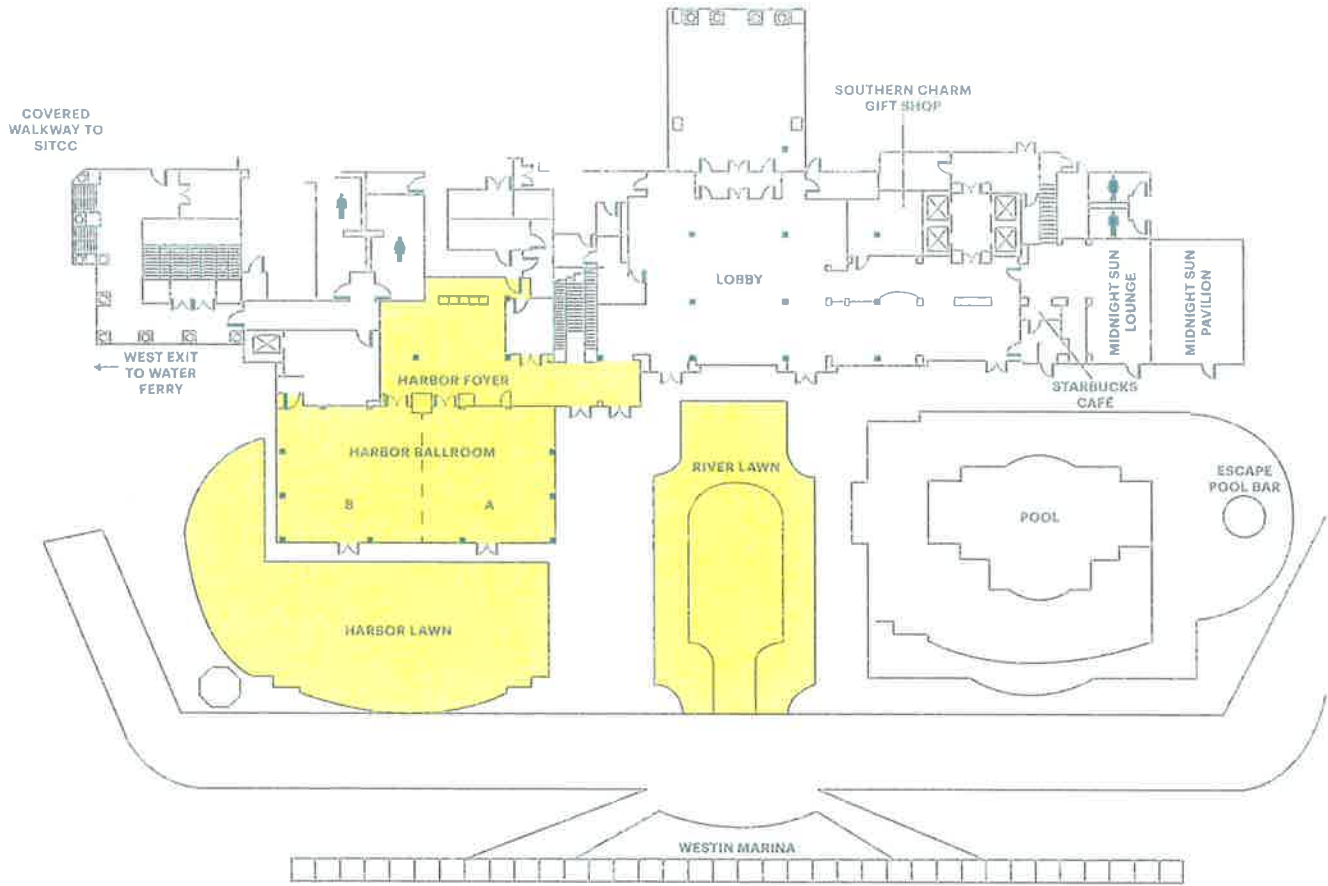 COVERED
WALKWAY TO
SITCC
SOUTHERN CHARM
GIFT SHOP
LOBBY
MIDNIGHT SUN
LOUNGE
MIDNIGHT SUN
PAVILION
WEST EXIT
TO WATER
FERRY
HARBOR FOYER
STARBUCKS
CAFÉ
HARBOR BALLROOM
B
A
RIVER LAWN
ESCAPE
POOL BAR
POOL
HARBOR LAWN
WESTIN MARINA